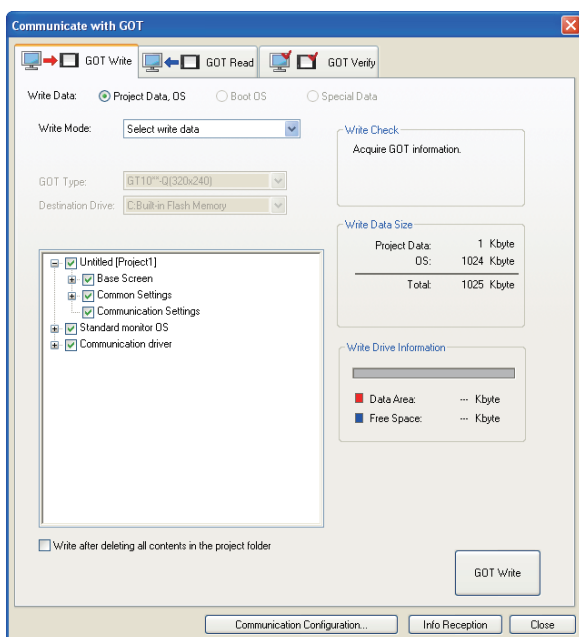 Communicate with GOT
GOT Write
GOT Read
GOT Verify
Write Data:
Project Data, OS
Boot OS
Special Data
Write Mode:
Select write data
GOT Type:
GT10**-Q(320x240)
Destination Drive:
C:Built-in Flash Memory
Untitled [Project1]
Base Screen
Common Settings
Communication Settings
Standard monitor OS
Communication driver
Write after deleting all contents in the project folder
Write Check
Acquire GOT information.
Write Data Size
Project Data: 1 Kbyte
OS: 1024 Kbyte
Total: 1025 Kbyte
Write Drive Information
Data Area: --- Kbyte
Free Space: --- Kbyte
GOT Write
Communication Configuration...
Info Reception
Close